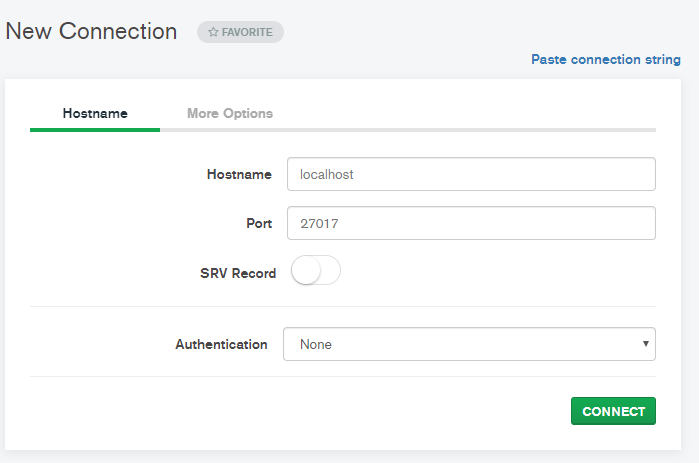 New Connection
FAVORITE
Paste connection string
Hostname More Options
Hostname localhost
Port 27017
SRV Record
Authentication None
CONNECT